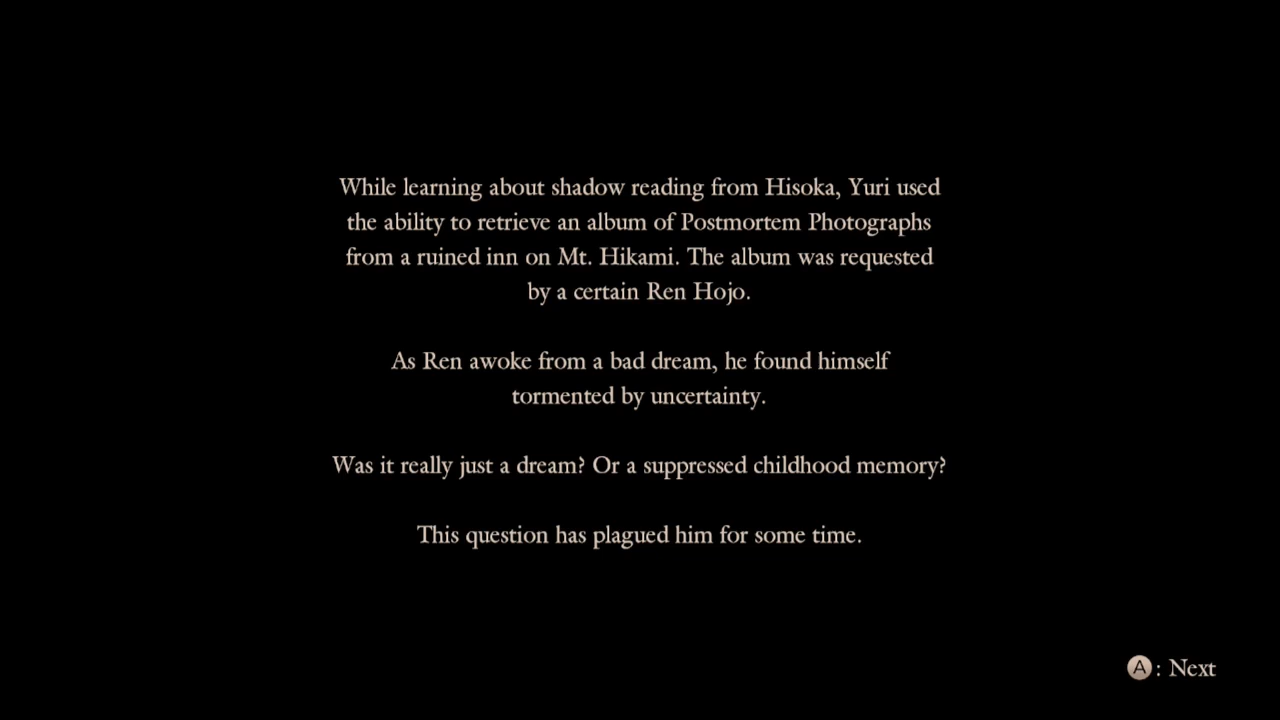 While learning about shadow reading from Hisoka, Yuri used
the ability to retrieve an album of Postmortem Photographs
from a ruined inn on Mt. Hikami. The album was requested
by a certain Ren Hojo.
As Ren awoke from a bad dream, he found himself
tormented by uncertainty.
Was it really just a dream? Or a suppressed childhood memory?
This question has plagued him for some time.
A: Next